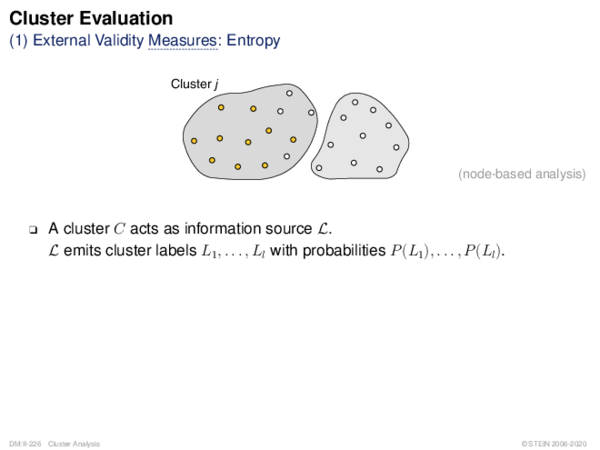 Cluster Evaluation
(1) External Validity Measures: Entropy
Cluster j
(node-based analysis)
❑ A cluster C acts as information source ℒ.
ℒ emits cluster labels L₁, . . . , Lₗ with probabilities P(L₁), . . . , P(Lₗ).
DM:II-226 Cluster Analysis
©STEIN 2006-2020